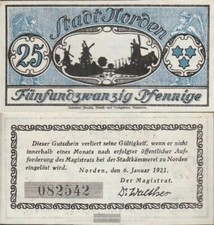 Stadt Norden
25
Fünfundzwanzig Pfennige
Dieser Gutschein verliert seine Gültigkeit, wenn er nicht
innerhalb eines Monats nach erfolgter öffentlicher Auf-
forderung des Magistrats bei der Stadtkämmerei zu Norden
eingelöst wird.
Norden, den 6. Januar 1921.
Der Magistrat.
082542
Dr. Walther